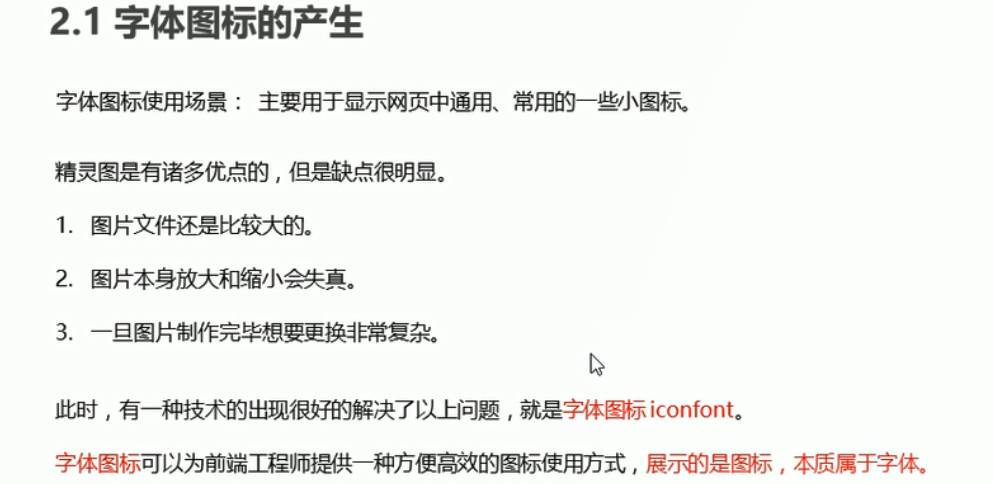 2.1 字体图标的产生
字体图标使用场景： 主要用于显示网页中通用、常用的一些小图标。
精灵图是有诸多优点的，但是缺点很明显。
1. 图片文件还是比较大的。
2. 图片本身放大和缩小会失真。
3. 一旦图片制作完毕想要更换非常复杂。
此时，有一种技术的出现很好的解决了以上问题，就是字体图标 iconfont。
字体图标可以为前端工程师提供一种方便高效的图标使用方式，展示的是图标，本质属于字体。